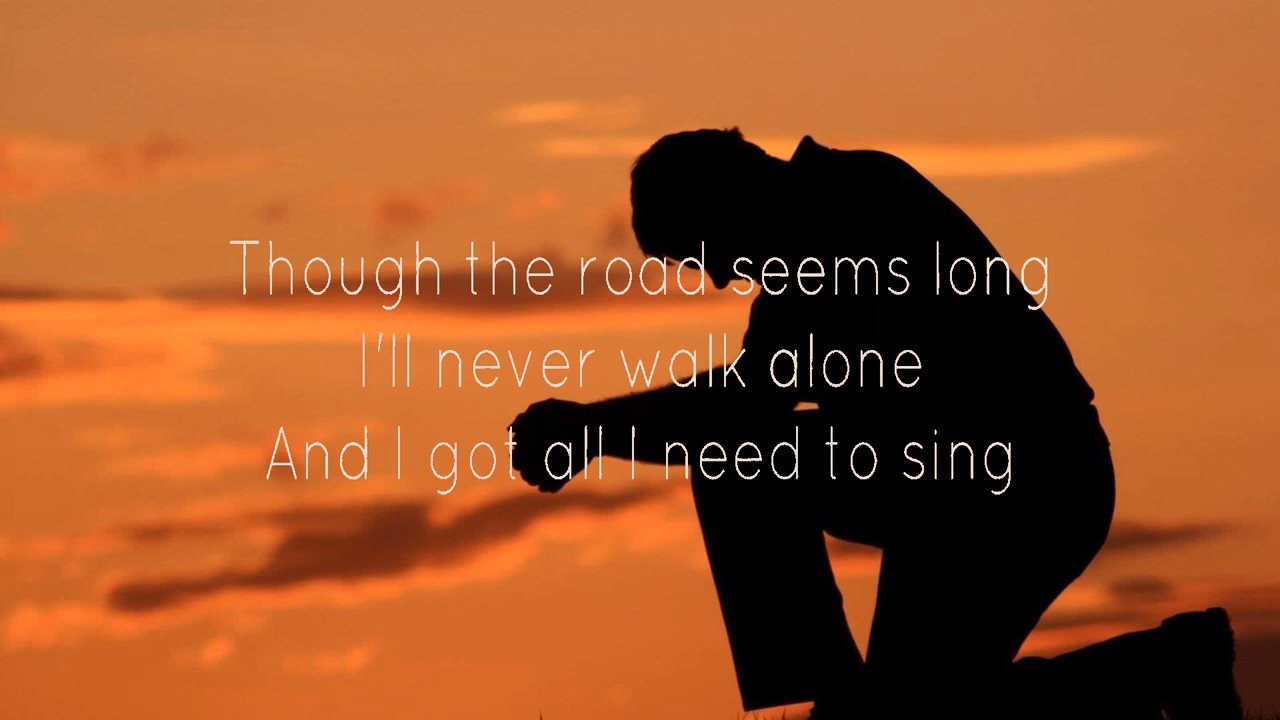 Though the road seems long
I'll never walk alone
And I got all I need to sing